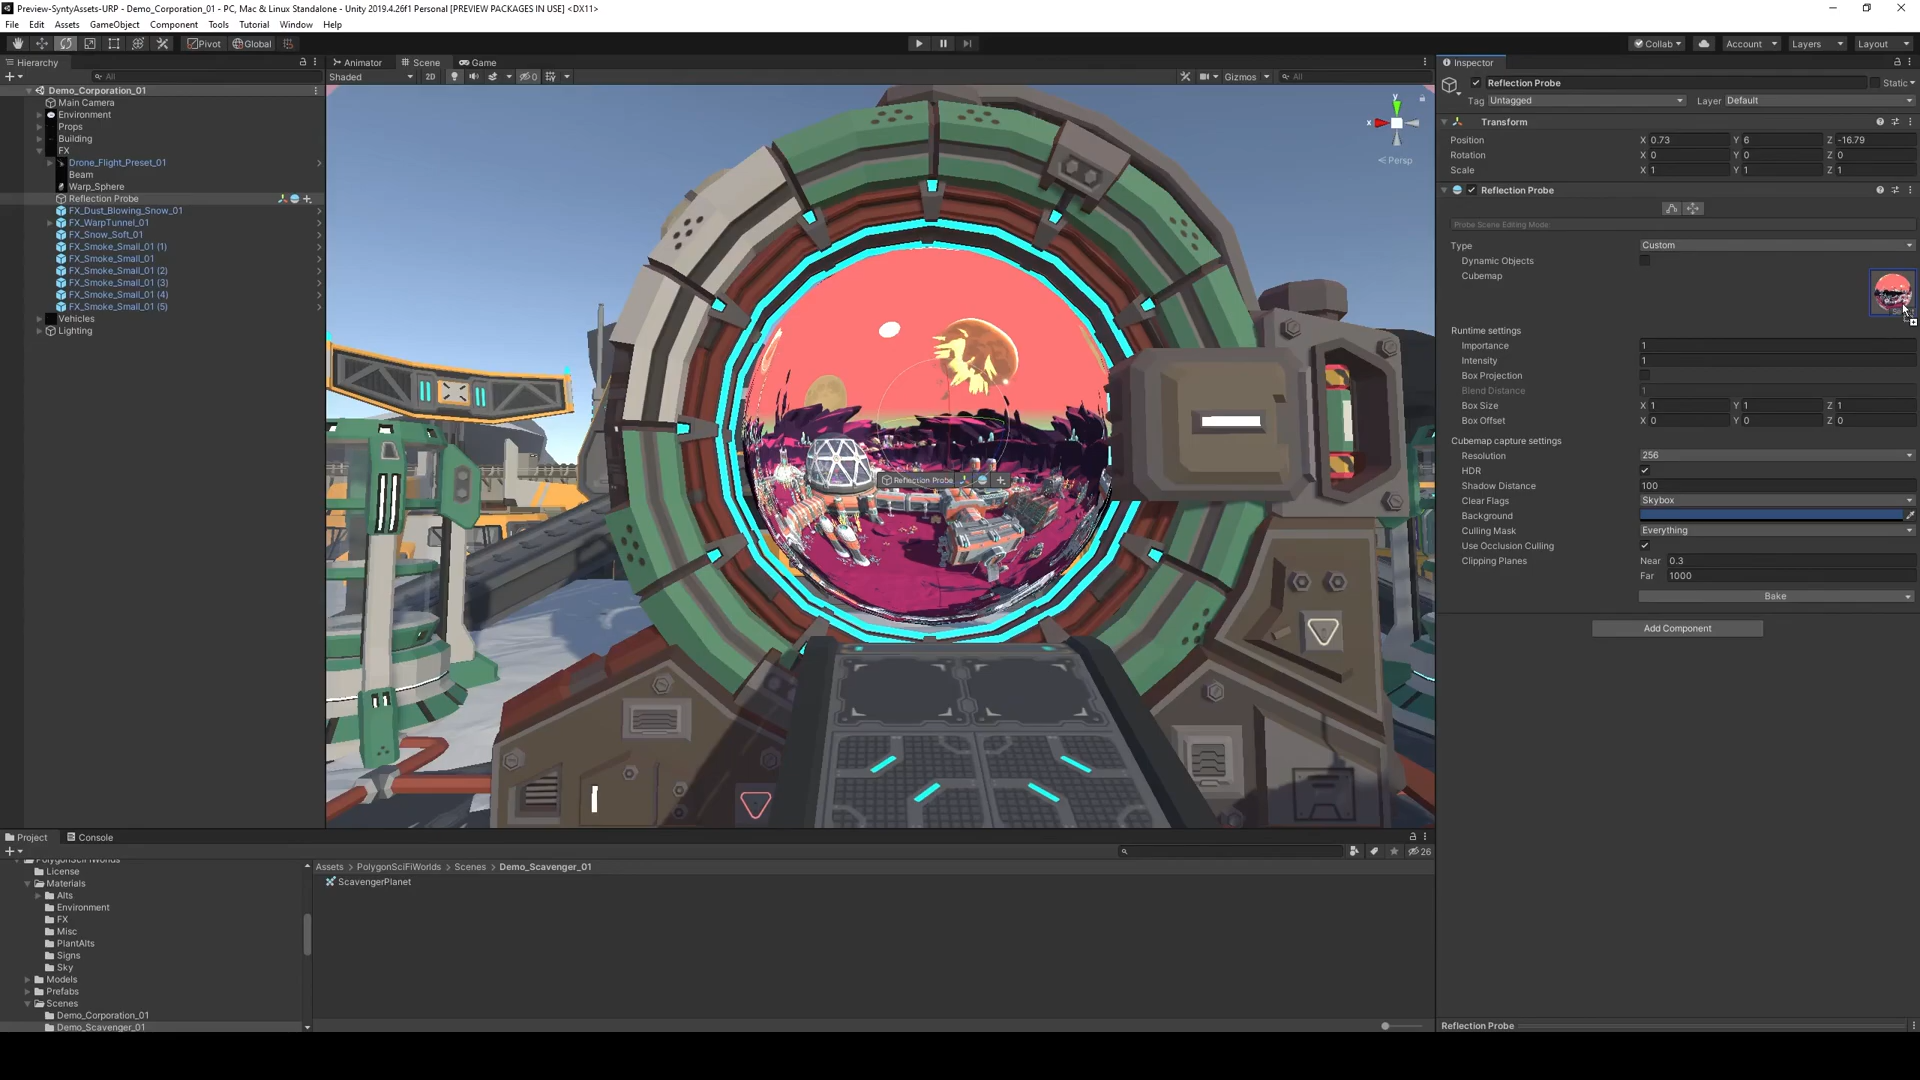 Preview-SyntyAssets-URP - Demo_Corporation_01 - PC, Mac & Linux Standalone - Unity 2019.4.26f1 Personal [PREVIEW PACKAGES IN USE] <DX11>
File Edit Assets GameObject Component Tools Tutorial Window Help
Pivot Global Collab Account Layers Layout
Hierarchy
All
Demo_Corporation_01
Main Camera
Environment
Props
Building
FX
Drone_Flight_Preset_01
Beam
Warp_Sphere
Reflection Probe
FX_Dust_Blowing_Snow_01
FX_WarpTunnel_01
FX_Snow_Soft_01
FX_Smoke_Small_01 (1)
FX_Smoke_Small_01
FX_Smoke_Small_01 (2)
FX_Smoke_Small_01 (3)
FX_Smoke_Small_01 (4)
FX_Smoke_Small_01 (5)
Vehicles
Lighting
Animator Scene Game
Shaded 2D 0 Gizmos All
y
x
Persp
Reflection Probe
Inspector
Reflection Probe Static
Tag Untagged Layer Default
Transform
Position X 0.73 Y 6 Z -16.79
Rotation X 0 Y 0 Z 0
Scale X 1 Y 1 Z 1
Reflection Probe
Probe Scene Editing Mode:
Type Custom
Dynamic Objects
Cubemap
Runtime settings
Importance 1
Intensity 1
Box Projection
Blend Distance 1
Box Size X 1 Y 1 Z 1
Box Offset X 0 Y 0 Z 0
Cubemap capture settings
Resolution 256
HDR
Shadow Distance 100
Clear Flags Skybox
Background
Culling Mask Everything
Use Occlusion Culling
Clipping Planes Near 0.3
Far 1000
Bake
Add Component
Reflection Probe
Project Console
26
PolygonSciFiWorlds
License
Materials
Alts
Environment
FX
Misc
PlantAlts
Signs
Sky
Models
Prefabs
Scenes
Demo_Corporation_01
Demo_Scavenger_01
Assets PolygonSciFiWorlds Scenes Demo_Scavenger_01
ScavengerPlanet